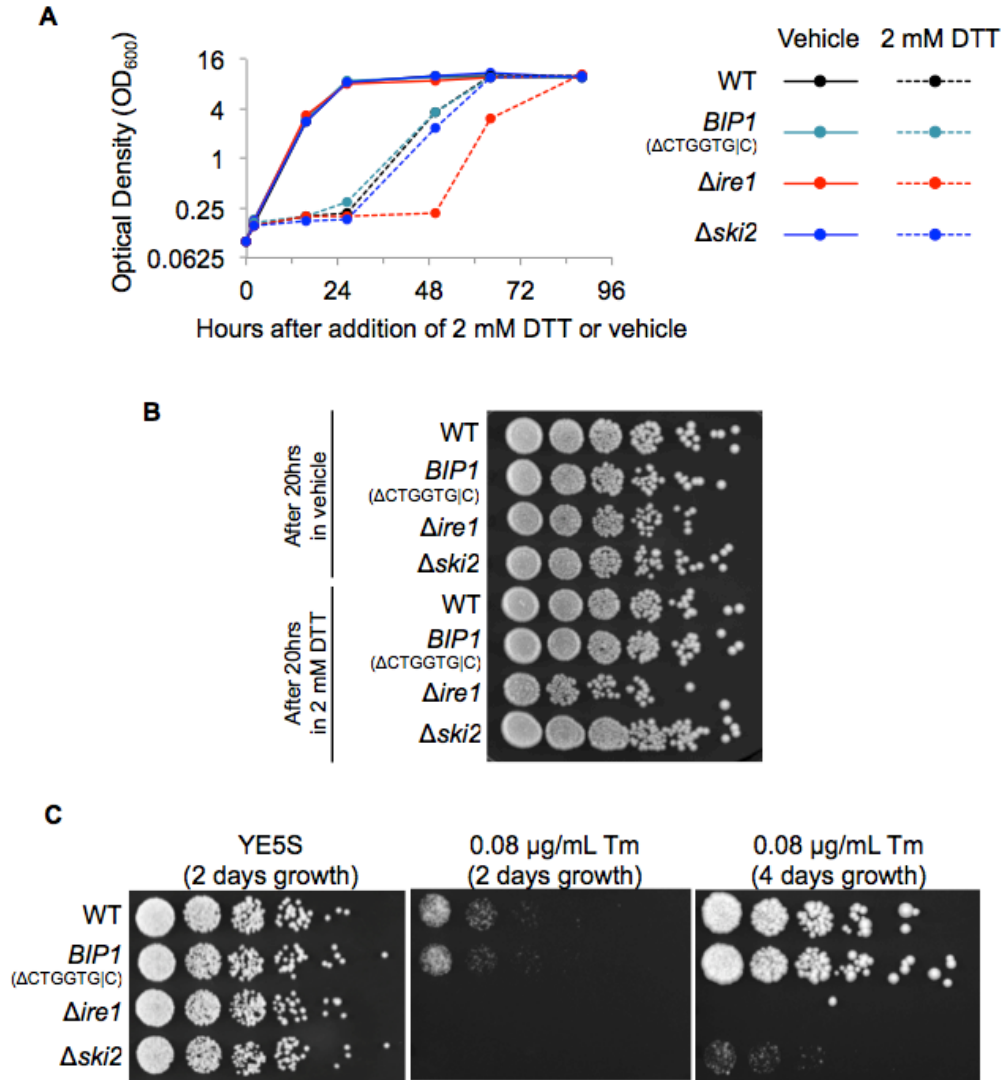 A
Optical Density (OD600)
16
4
1
0.25
0.0625
0 24 48 72 96
Hours after addition of 2 mM DTT or vehicle
Vehicle 2 mM DTT
WT
BIP1
(ΔCTGGTG|C)
Δire1
Δski2
B
After 20hrs
in vehicle
WT
BIP1
(ΔCTGGTG|C)
Δire1
Δski2
After 20hrs
in 2 mM DTT
WT
BIP1
(ΔCTGGTG|C)
Δire1
Δski2
C
YE5S
(2 days growth)
0.08 µg/mL Tm
(2 days growth)
0.08 µg/mL Tm
(4 days growth)
WT
BIP1
(ΔCTGGTG|C)
Δire1
Δski2